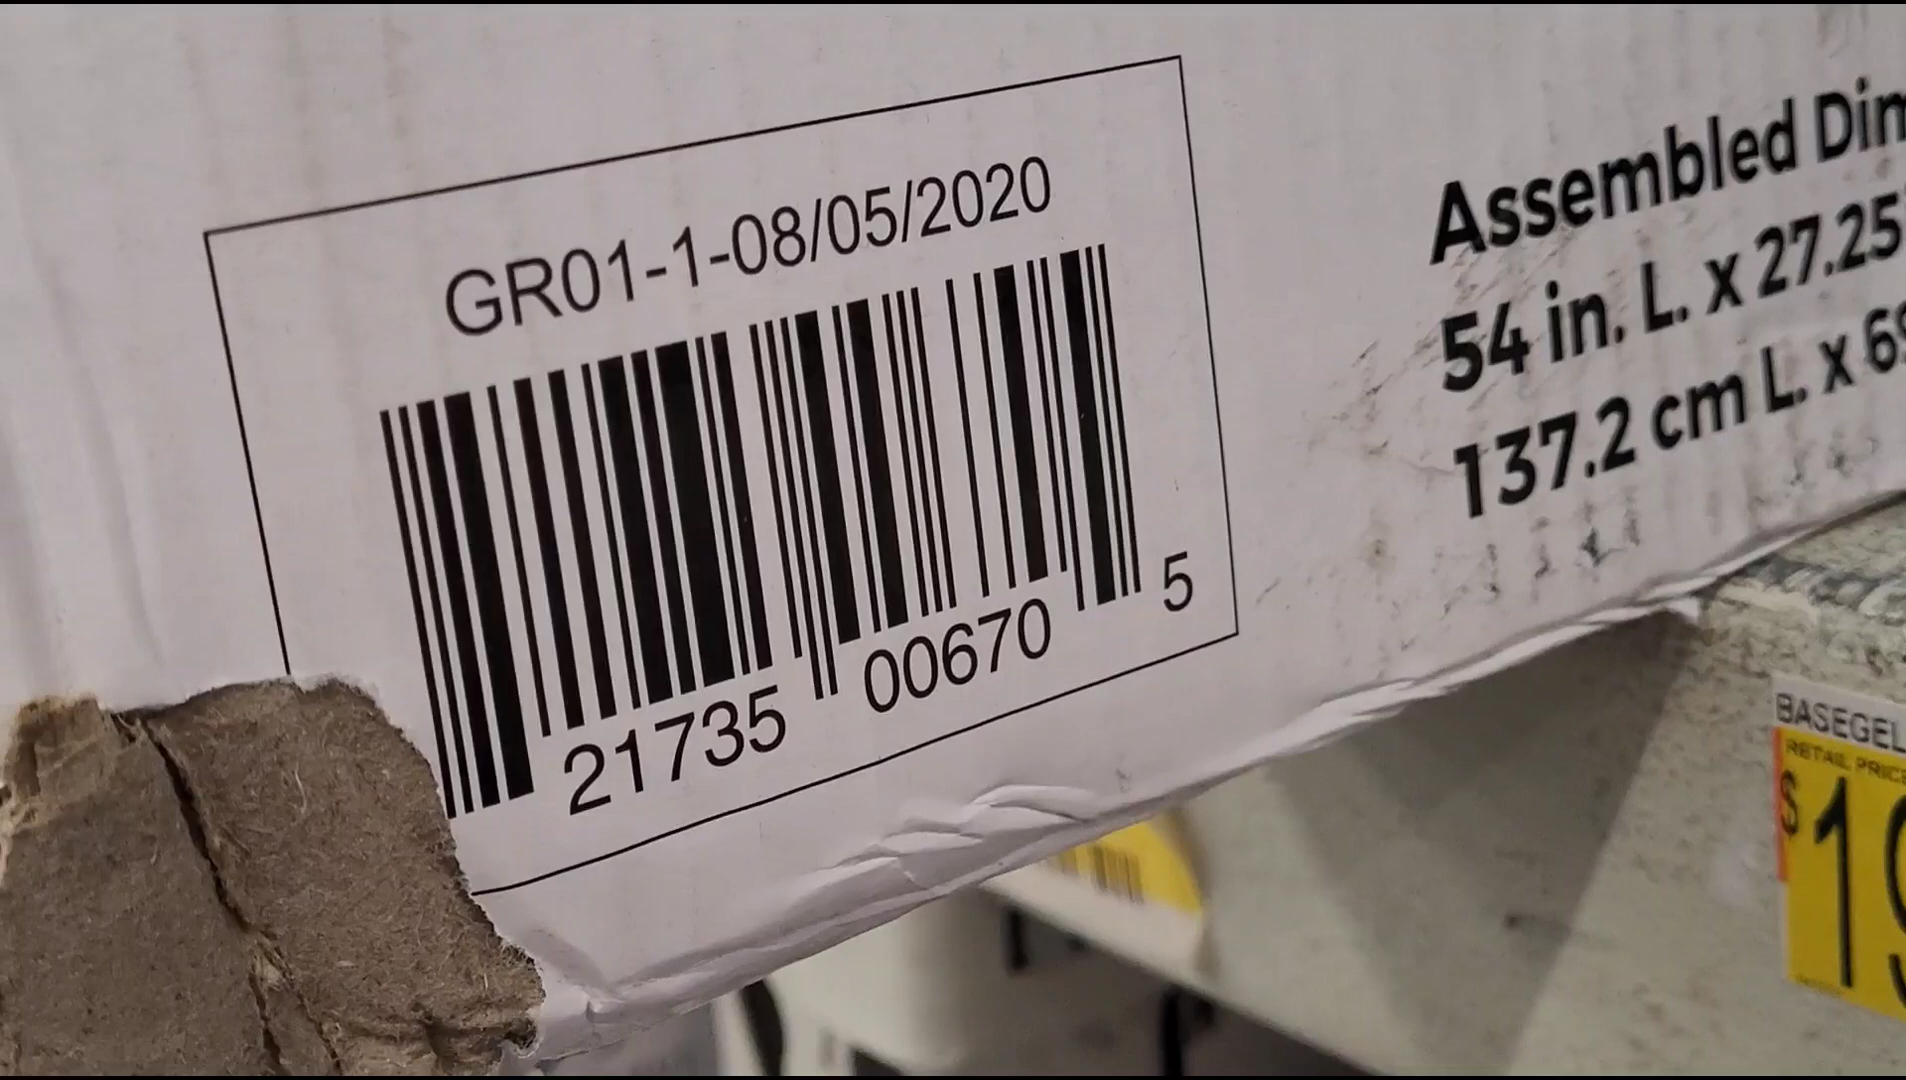 GR01-1-08/05/2020
21735 00670 5
Assembled Dim
54 in. L. x 27.25
137.2 cm L. x 69
BASEGEL
RETAIL PRICE
$19